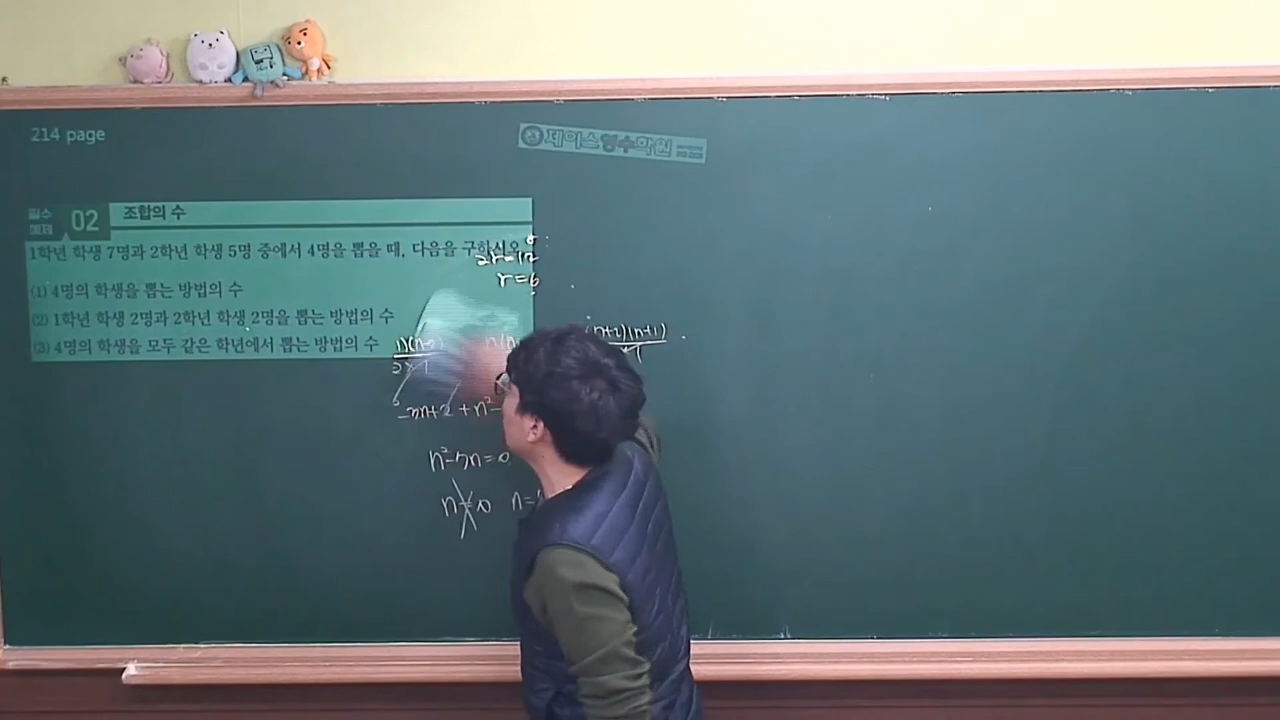 214 page
제이스영수학원
필수
예제
02
조합의 수
1학년 학생 7명과 2학년 학생 5명 중에서 4명을 뽑을 때, 다음을 구하시오.
(1) 4명의 학생을 뽑는 방법의 수
(2) 1학년 학생 2명과 2학년 학생 2명을 뽑는 방법의 수
(3) 4명의 학생을 모두 같은 학년에서 뽑는 방법의 수
2r=12
r=6
(n+2)(n+1)
-3n+2 + n²-
n≠0 n=